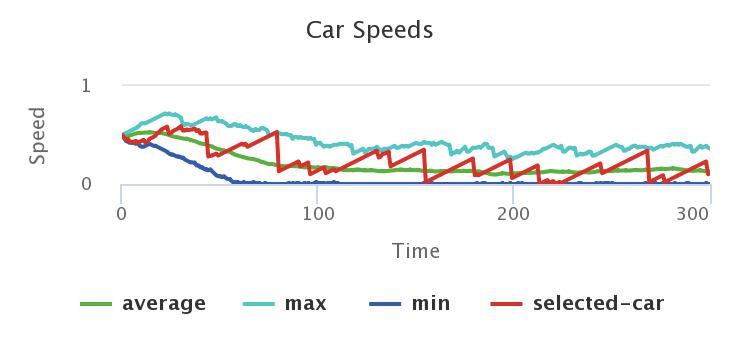 Car Speeds
1
Speed
0
0 100 200 300
Time
average max min selected-car